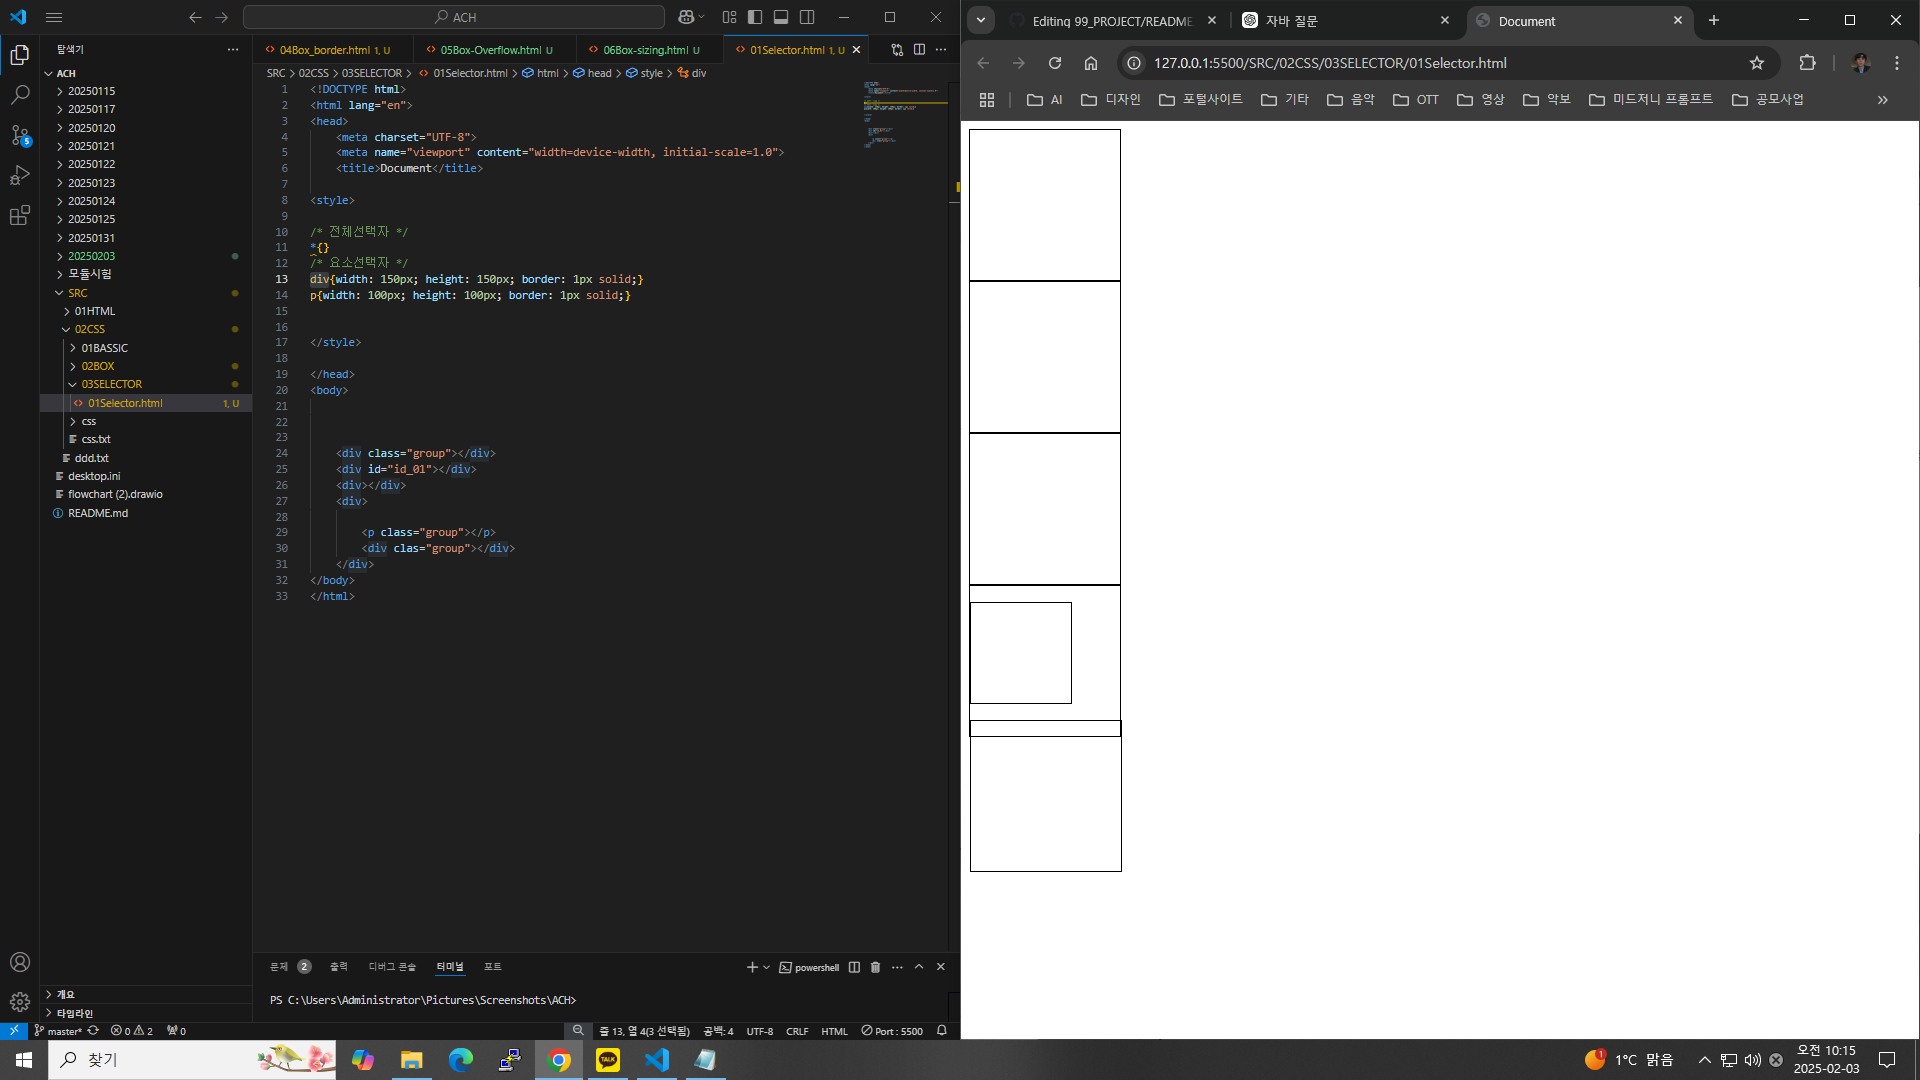 ACH
탐색기
ACH
20250115
20250117
20250120
20250121
20250122
20250123
20250124
20250125
20250131
20250203
모듈시험
SRC
01HTML
02CSS
01BASSIC
02BOX
03SELECTOR
01Selector.html 1, U
css
css.txt
ddd.txt
desktop.ini
flowchart (2).drawio
README.md
개요
타임라인
5
04Box_border.html 1, U
05Box-Overflow.html U
06Box-sizing.html U
01Selector.html 1, U
SRC > 02CSS > 03SELECTOR > 01Selector.html > html > head > style > div
1 <!DOCTYPE html>
2 <html lang="en">
3 <head>
4 <meta charset="UTF-8">
5 <meta name="viewport" content="width=device-width, initial-scale=1.0">
6 <title>Document</title>
7
8 <style>
9
10 /* 전체선택자 */
11 *{}
12 /* 요소선택자 */
13 div{width: 150px; height: 150px; border: 1px solid;}
14 p{width: 100px; height: 100px; border: 1px solid;}
15
16
17 </style>
18
19 </head>
20 <body>
21
22
23
24 <div class="group"></div>
25 <div id="id_01"></div>
26 <div></div>
27 <div>
28
29 <p class="group"></p>
30 <div clas="group"></div>
31 </div>
32 </body>
33 </html>
문제 2 출력 디버그 콘솔 터미널 포트
powershell
PS C:\Users\Administrator\Pictures\Screenshots\ACH>
master* 0 2 0
줄 13, 열 4(3 선택됨) 공백: 4 UTF-8 CRLF HTML Port : 5500
Editing 99_PROJECT/README
자바 질문
Document
127.0.0.1:5500/SRC/02CSS/03SELECTOR/01Selector.html
AI 디자인 포털사이트 기타 음악 OTT 영상 악보 미드저니 프롬프트 공모사업
찾기
TALK
1
1°C 맑음
오전 10:15
2025-02-03